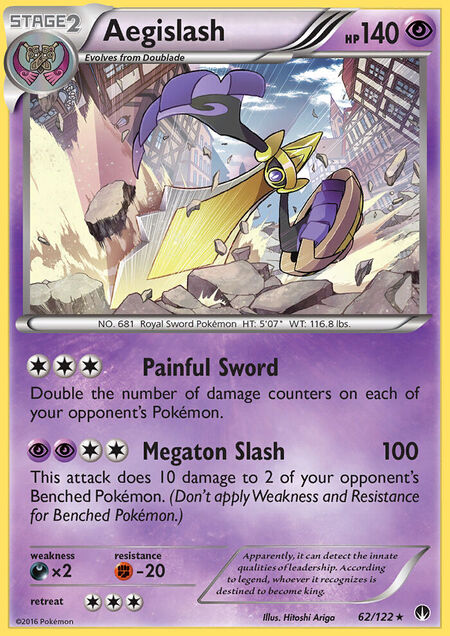 STAGE2
Aegislash
HP140
Evolves from Doublade
NO. 681 Royal Sword Pokémon HT: 5'07" WT: 116.8 lbs.
Painful Sword
Double the number of damage counters on each of
your opponent's Pokémon.
Megaton Slash 100
This attack does 10 damage to 2 of your opponent's
Benched Pokémon. (Don't apply Weakness and Resistance
for Benched Pokémon.)
weakness
×2
resistance
-20
retreat
Apparently, it can detect the innate
qualities of leadership. According
to legend, whoever it recognizes is
destined to become king.
©2016 Pokémon
Illus. Hitoshi Ariga
62/122 ★